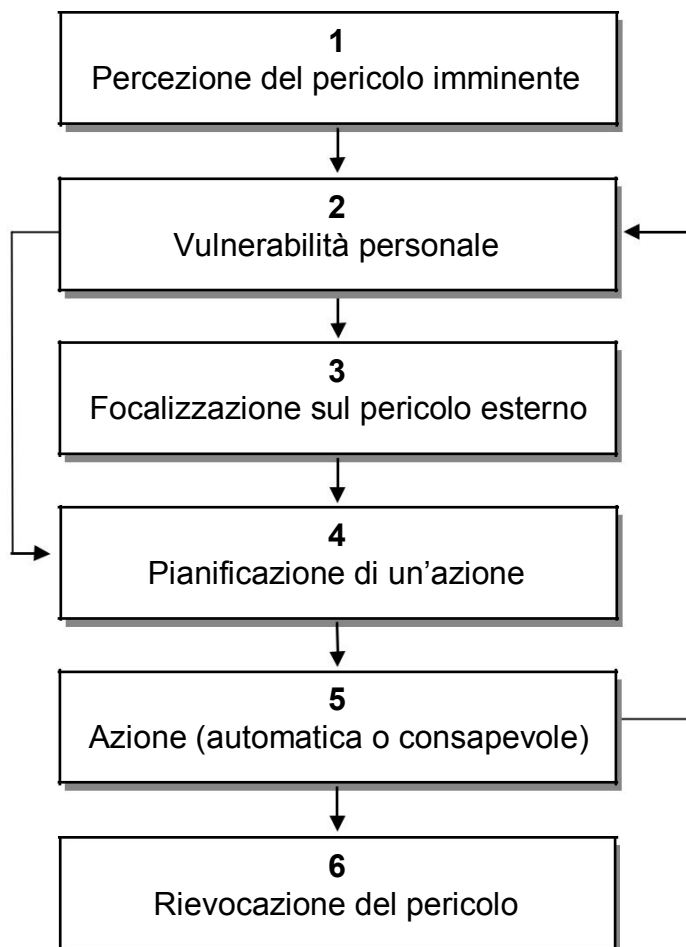 1
Percezione del pericolo imminente
2
Vulnerabilità personale
3
Focalizzazione sul pericolo esterno
4
Pianificazione di un’azione
5
Azione (automatica o consapevole)
6
Rievocazione del pericolo